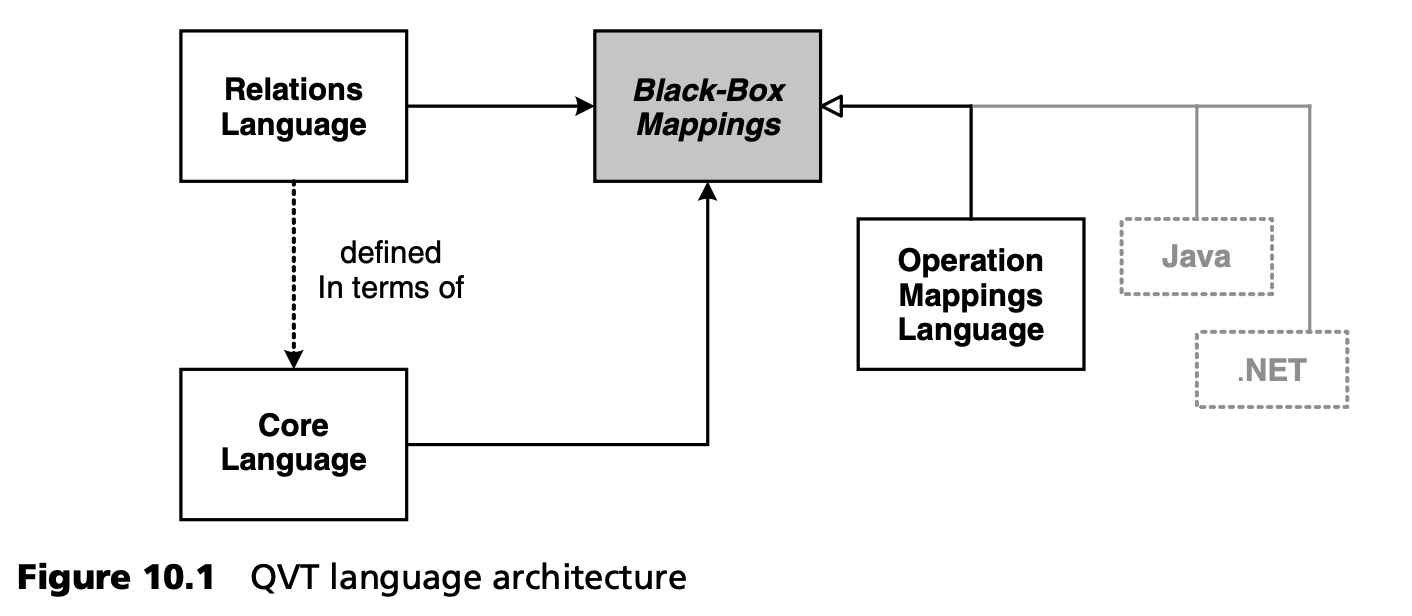 Relations
Language
Black-Box
Mappings
defined
In terms of
Operation
Mappings
Language
Java
.NET
Core
Language
Figure 10.1 QVT language architecture